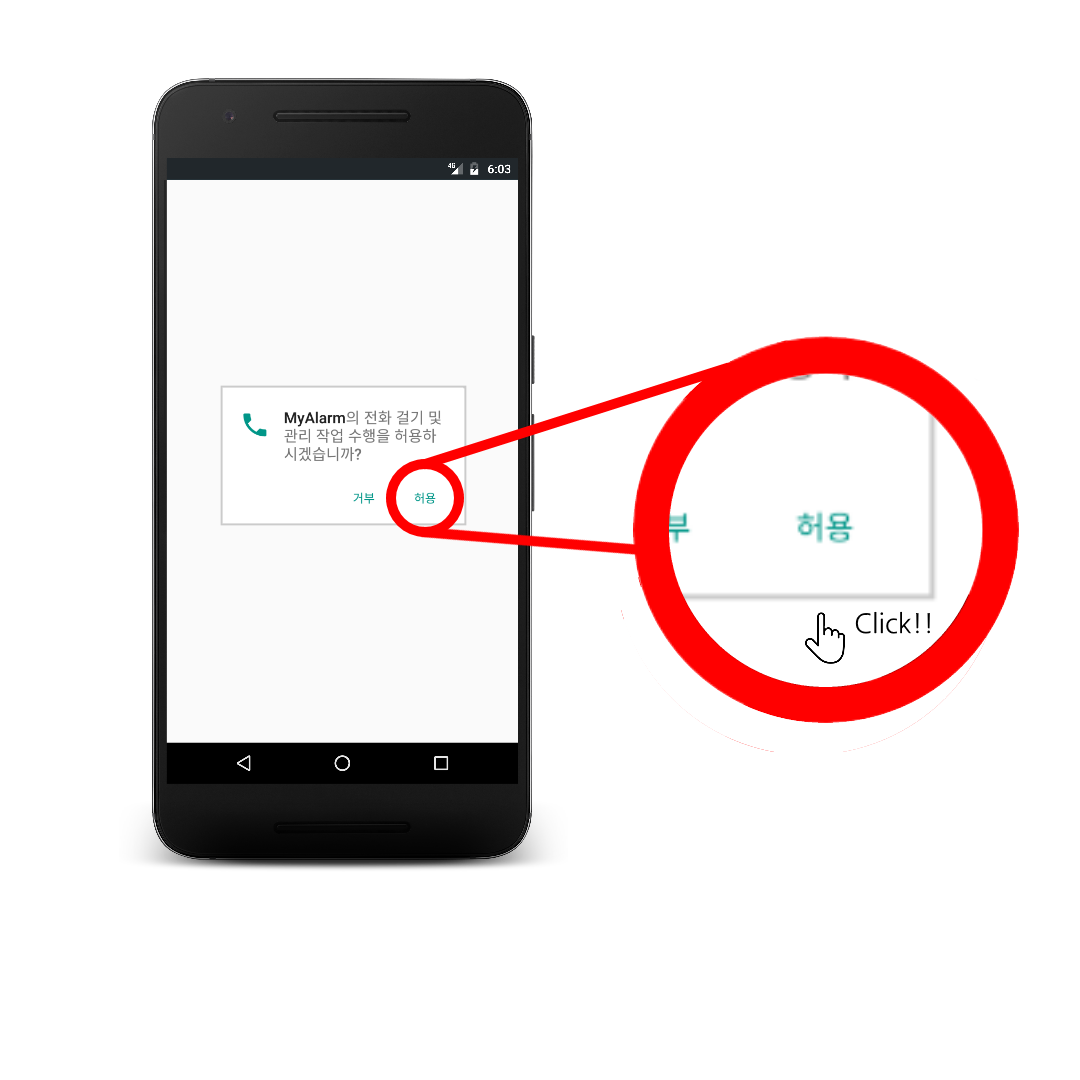 4G 6:03
MyAlarm의 전화 걸기 및
관리 작업 수행을 허용하
시겠습니까?
거부 허용
부 허용
Click!!